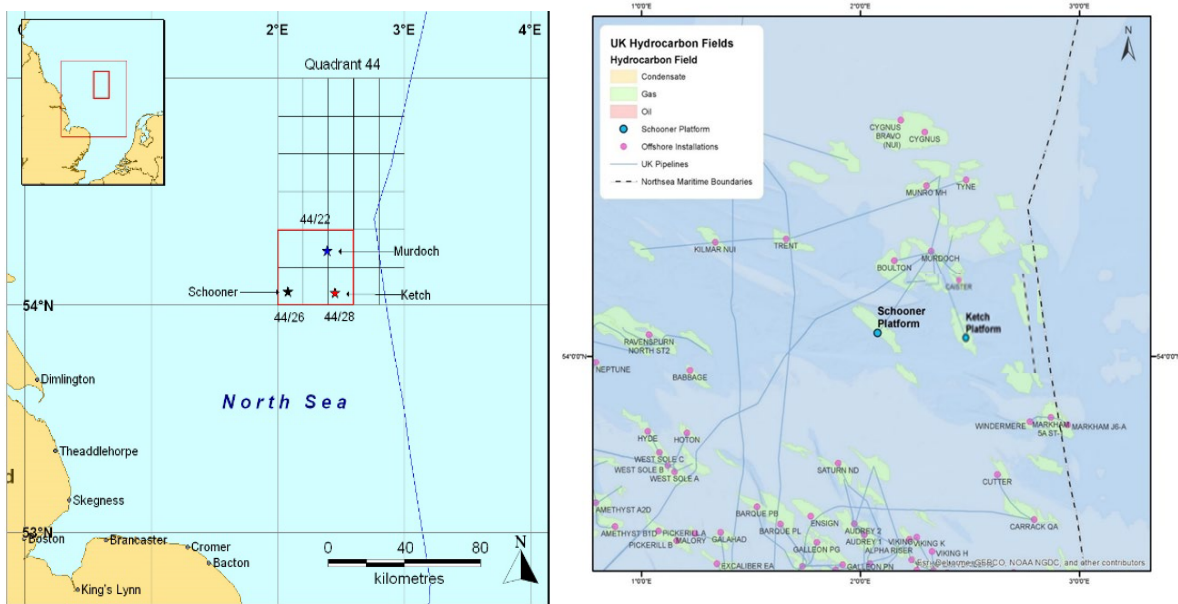 2°E
3°E
4°E
Quadrant 44
44/22
Murdoch
Schooner
Ketch
54°N
44/26
44/28
Dimlington
North Sea
Theaddlehorpe
Skegness
53°N
Boston
Brancaster
Cromer
Bacton
King's Lynn
0 40 80
kilometres
N
d
1°0'0"E
2°0'0"E
3°0'0"E
UK Hydrocarbon Fields
Hydrocarbon Field
Condensate
Gas
Oil
Schooner Platform
Offshore Installations
UK Pipelines
Northsea Maritime Boundaries
N
CYGNUS
BRAVO
(NUI)
CYGNUS
MUNRO MH
TYNE
KILMAR NUI
TRENT
MURDOCH
BOULTON
CAISTER
Schooner
Platform
Ketch
Platform
RAVENSPURN
NORTH ST2
54°0'0"N
54°0'0"N
NEPTUNE
BABBAGE
HYDE
HOTON
WINDERMERE
MARKHAM
5A ST-1
MARKHAM J6-A
WEST SOLE C
WEST SOLE B
WEST SOLE A
SATURN ND
CUTTER
AMETHYST A2D
BARQUE PB
ENSIGN
CARRACK QA
AMETHYST B1D
PICKERILL A
PICKERILL B
MALORY
GALAHAD
BARQUE PL
AUDREY 2
AUDREY 1
GALLEON PG
ALPHA RISER
VIKING K
VIKING H
EXCALIBER EA
GALLEON PN
GEBCO, NOAA NGDC, and other contributors
1°0'0"E
2°0'0"E
3°0'0"E